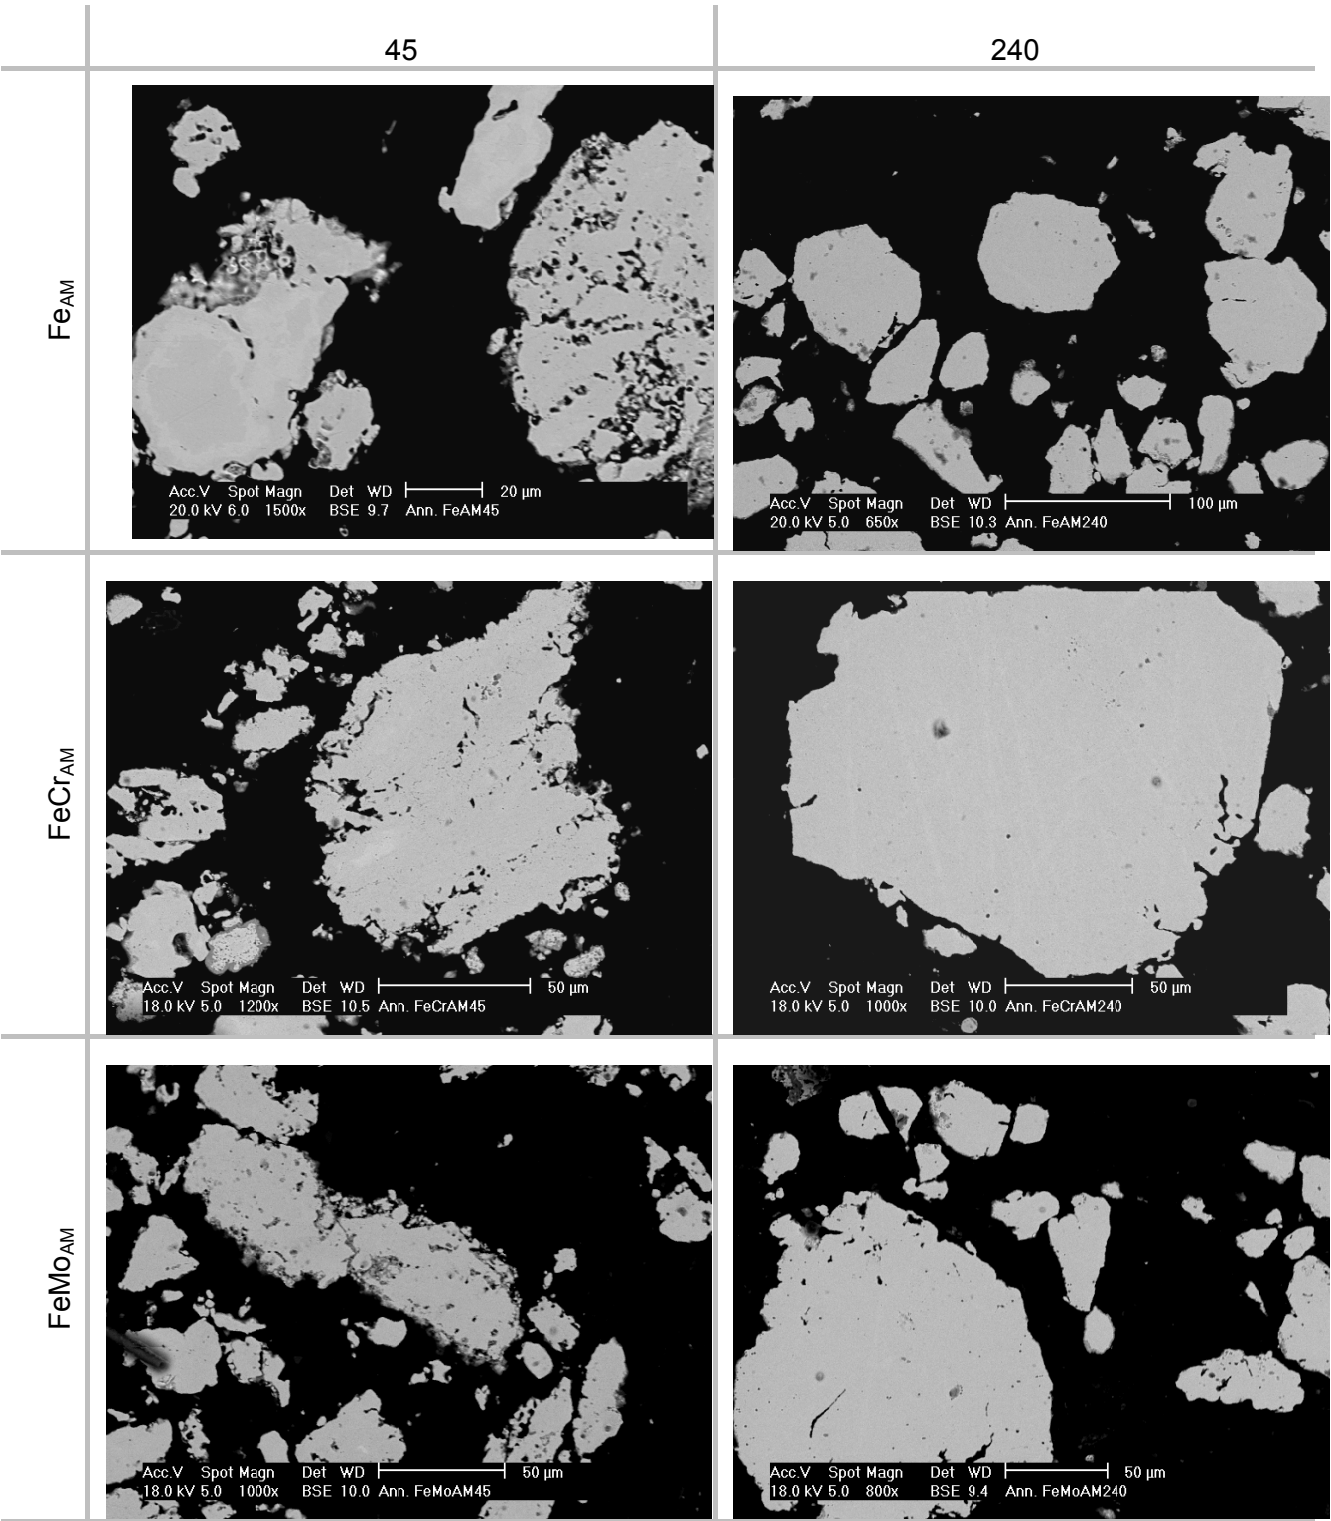 45
240
FeAM
Acc.V Spot Magn Det WD 20 µm
20.0 kV 6.0 1500x BSE 9.7 Ann. FeAM45
Acc.V Spot Magn Det WD 100 µm
20.0 kV 5.0 650x BSE 10.3 Ann. FeAM240
FeCrAM
Acc.V Spot Magn Det WD 50 µm
18.0 kV 5.0 1200x BSE 10.5 Ann. FeCrAM45
Acc.V Spot Magn Det WD 50 µm
18.0 kV 5.0 1000x BSE 10.0 Ann. FeCrAM240
FeMoAM
Acc.V Spot Magn Det WD 50 µm
18.0 kV 5.0 1000x BSE 10.0 Ann. FeMoAM45
Acc.V Spot Magn Det WD 50 µm
18.0 kV 5.0 800x BSE 9.4 Ann. FeMoAM240